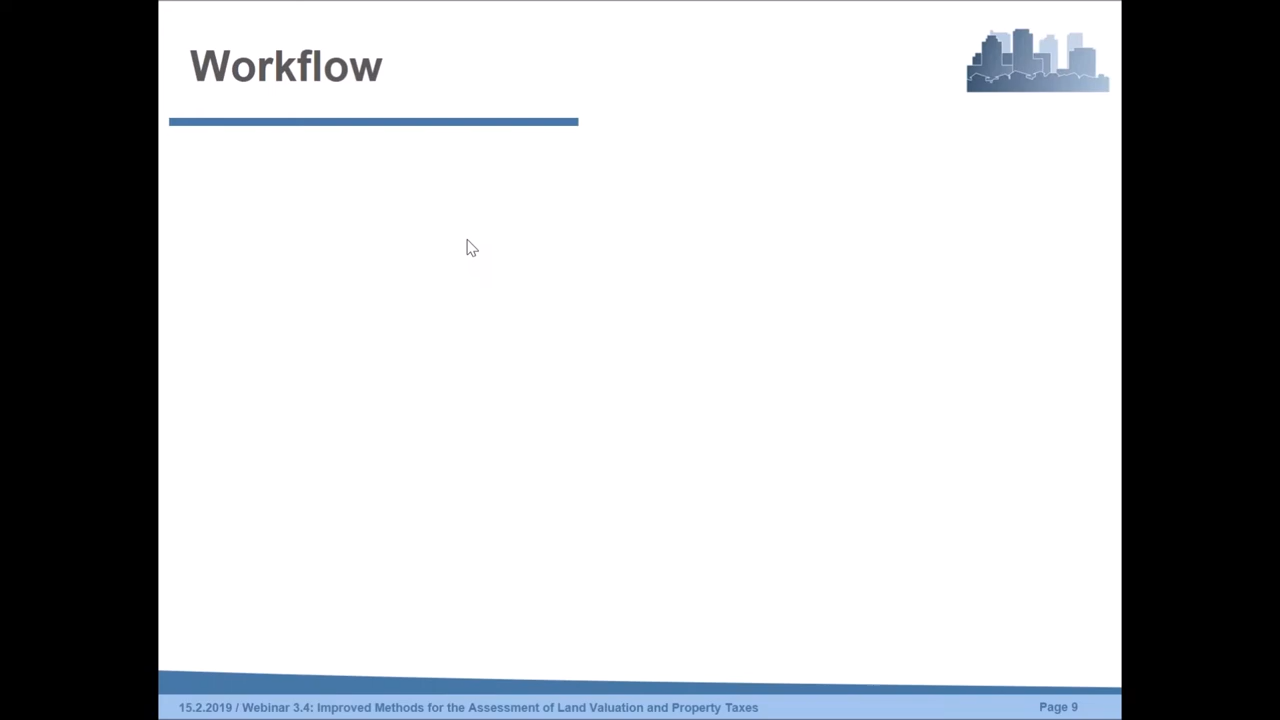 Workflow
15.2.2019 / Webinar 3.4: Improved Methods for the Assessment of Land Valuation and Property Taxes
Page 9